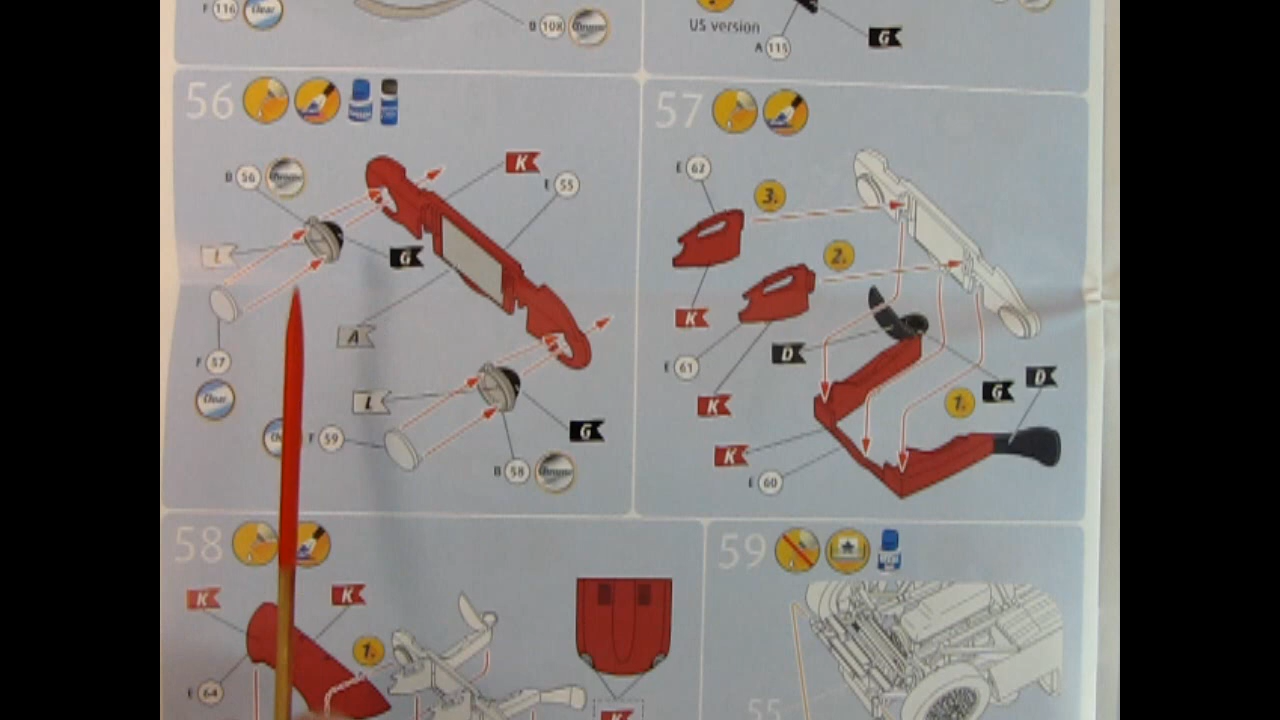 F 116 Clear
B 108 Chrome
US version
A 115
G
56
B 56 Chrome
K
E 55
L
G
A
F 57
Clear
L
F 59
G
B 58 Chrome
57
E 62
3.
2.
K
D
E 61
G D
1.
K
K
E 60
58
K
K
1.
E 64
K
59
55